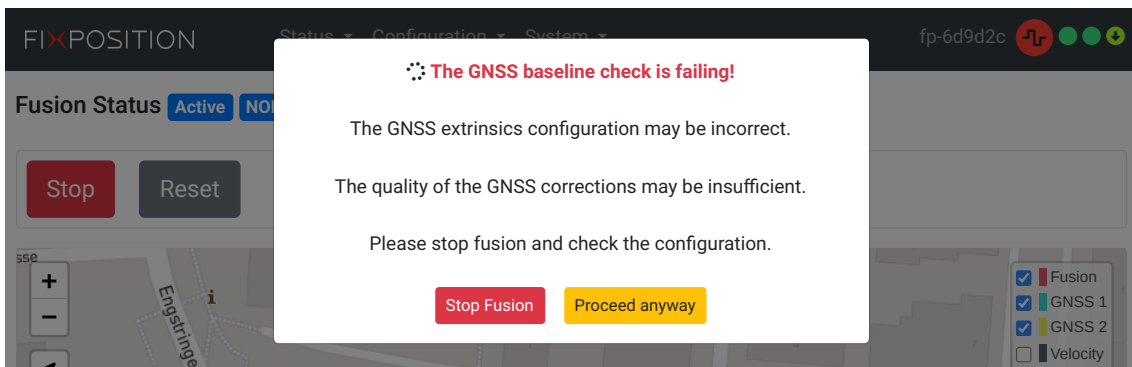 FIXPOSITION
Status Configuration System
fp-6d9d2c
The GNSS baseline check is failing!
Fusion Status Active
The GNSS extrinsics configuration may be incorrect.
Stop Reset
The quality of the GNSS corrections may be insufficient.
Please stop fusion and check the configuration.
+
i
Fusion
Stop Fusion Proceed anyway
GNSS 1
−
GNSS 2
Velocity